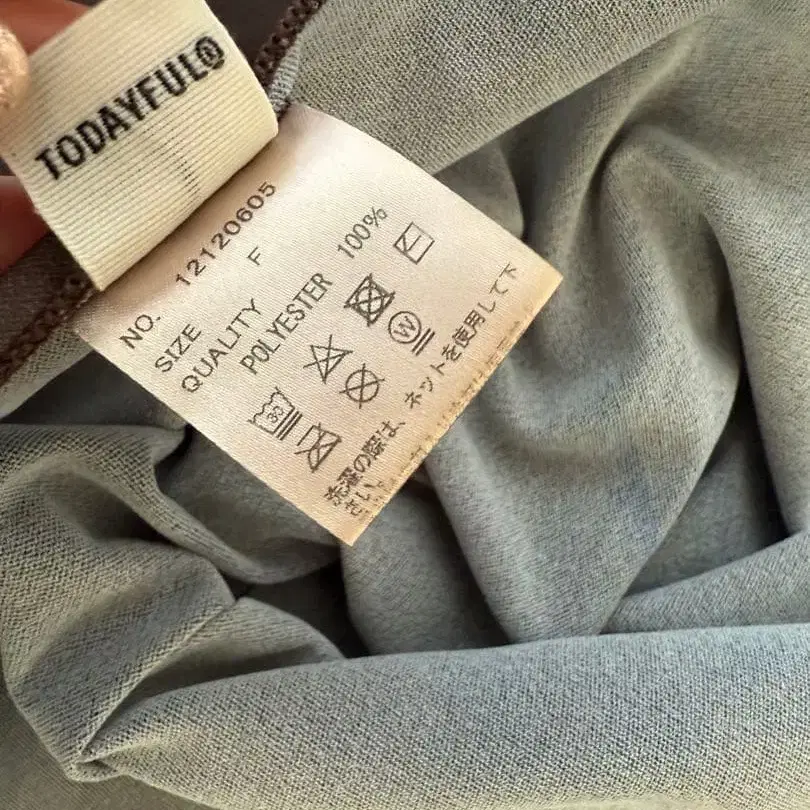 TODAYFUL®
NO. 12120605
SIZE F
QUALITY
POLYESTER 100%
30
W
洗濯の際は、ネットを使用して下
さい。